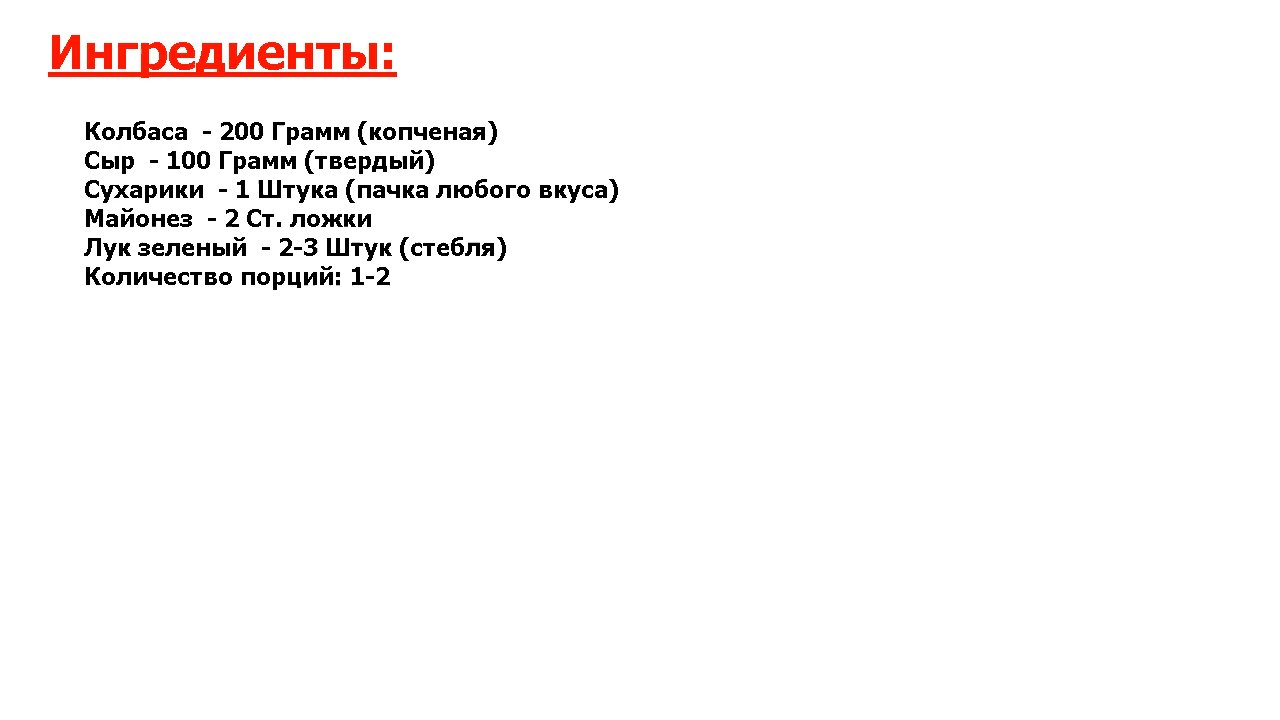 Ингредиенты:
Колбаса  - 200 Грамм (копченая)
Сыр  - 100 Грамм (твердый)
Сухарики  - 1 Штука (пачка любого вкуса)
Майонез  - 2 Ст. ложки
Лук зеленый  - 2-3 Штук (стебля)
Количество порций: 1-2